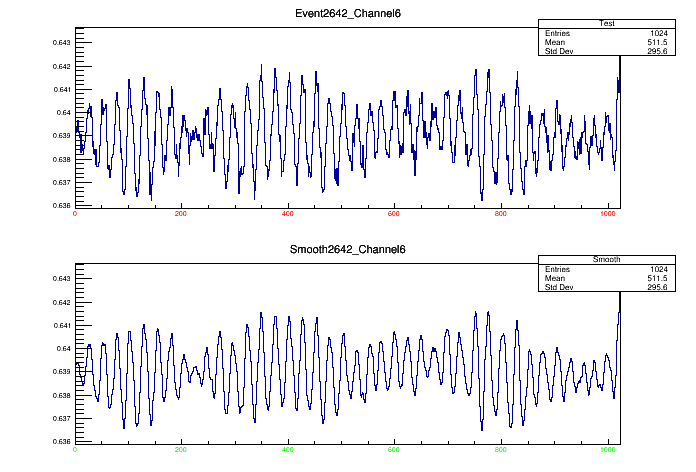 Event2642_Channel6
Test
Entries 1024
Mean 511.5
Std Dev 295.6
0.643
0.642
0.641
0.64
0.639
0.638
0.637
0.636
0 200 400 600 800 1000
Smooth2642_Channel6
Smooth
Entries 1024
Mean 511.5
Std Dev 295.6
0.643
0.642
0.641
0.64
0.639
0.638
0.637
0.636
0 200 400 600 800 1000